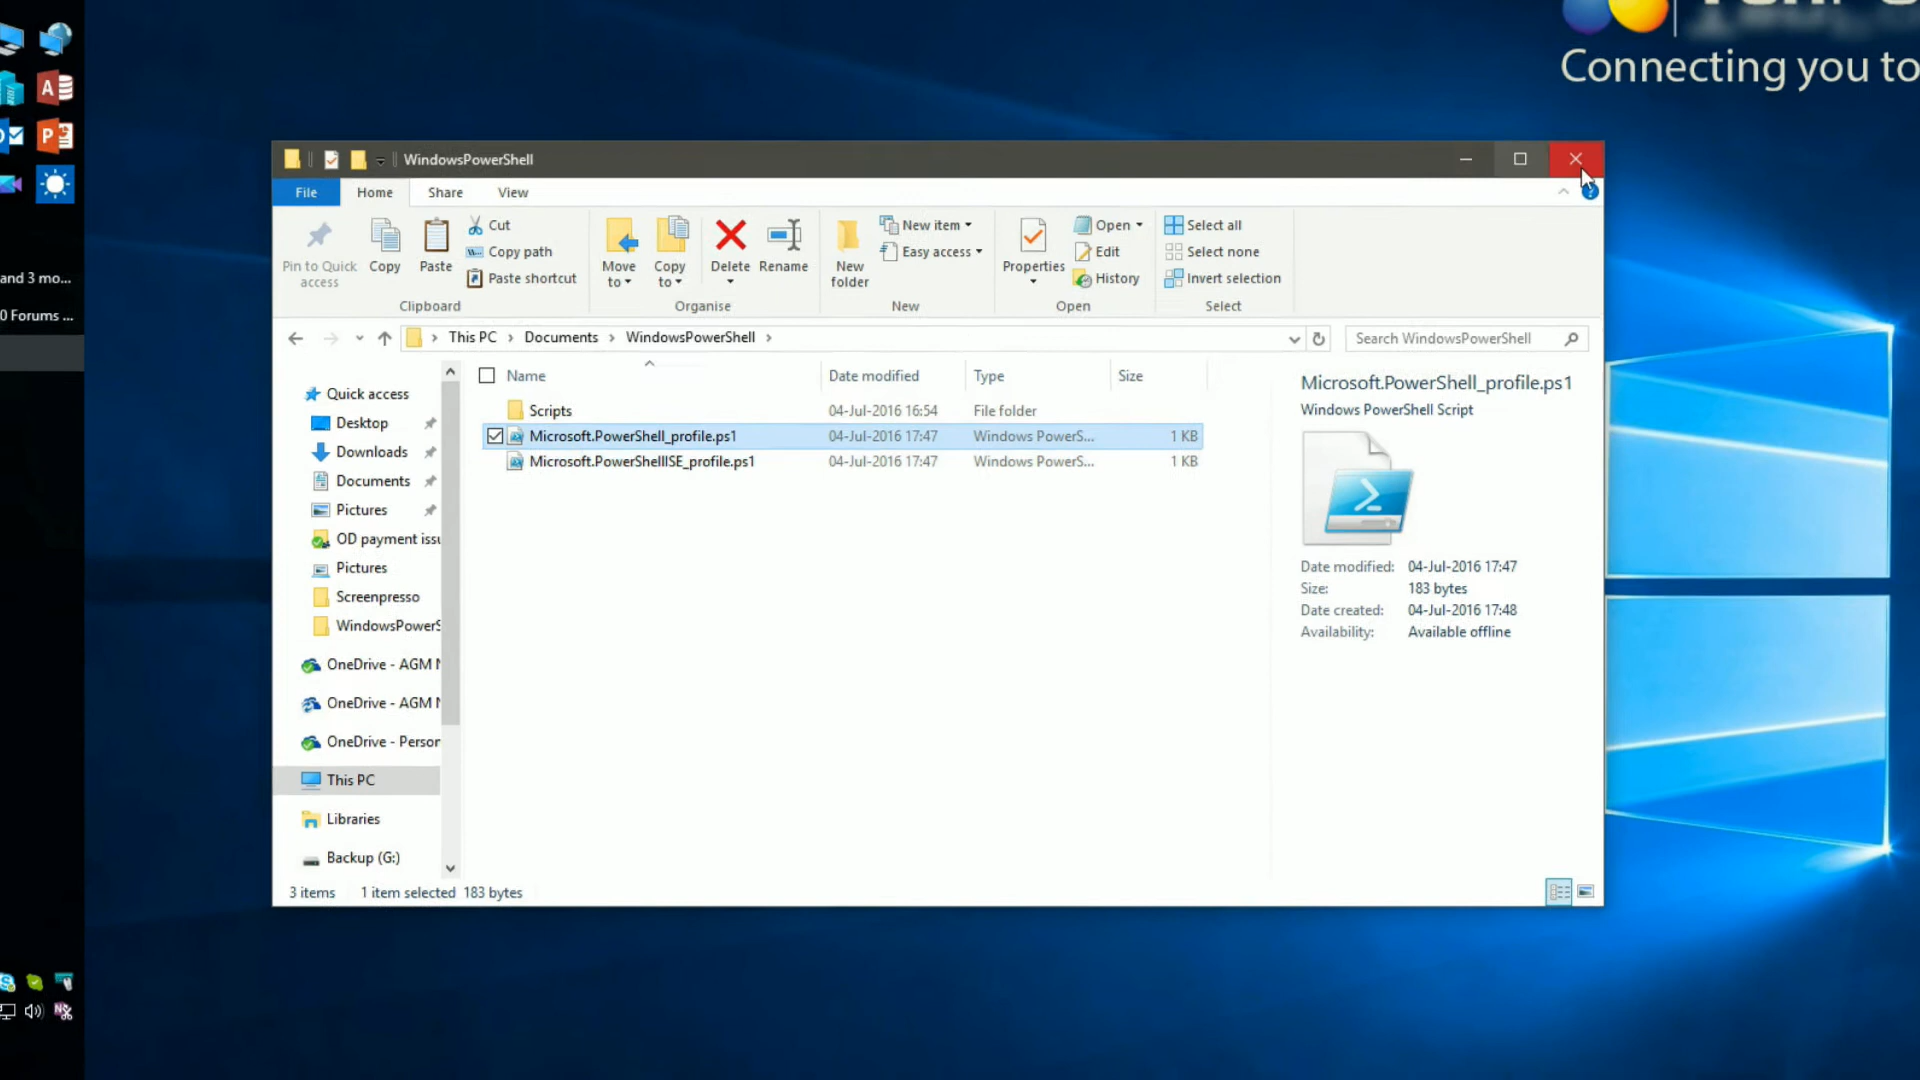 Connecting you to
WindowsPowerShell
File Home Share View
Pin to Quick access
Copy
Paste
Cut
Copy path
Paste shortcut
Clipboard
Move to
Copy to
Delete
Rename
Organise
New folder
New item
Easy access
New
Properties
Open
Edit
History
Open
Select all
Select none
Invert selection
Select
and 3 mo...
0 Forums ...
This PC > Documents > WindowsPowerShell >
Search WindowsPowerShell
Quick access
Desktop
Downloads
Documents
Pictures
OD payment issu
Pictures
Screenpresso
WindowsPowerS
OneDrive - AGM N
OneDrive - AGM N
OneDrive - Person
This PC
Libraries
Backup (G:)
Name Date modified Type Size
Scripts 04-Jul-2016 16:54 File folder
Microsoft.PowerShell_profile.ps1 04-Jul-2016 17:47 Windows PowerS... 1 KB
Microsoft.PowerShellISE_profile.ps1 04-Jul-2016 17:47 Windows PowerS... 1 KB
Microsoft.PowerShell_profile.ps1
Windows PowerShell Script
Date modified: 04-Jul-2016 17:47
Size: 183 bytes
Date created: 04-Jul-2016 17:48
Availability: Available offline
3 items 1 item selected 183 bytes